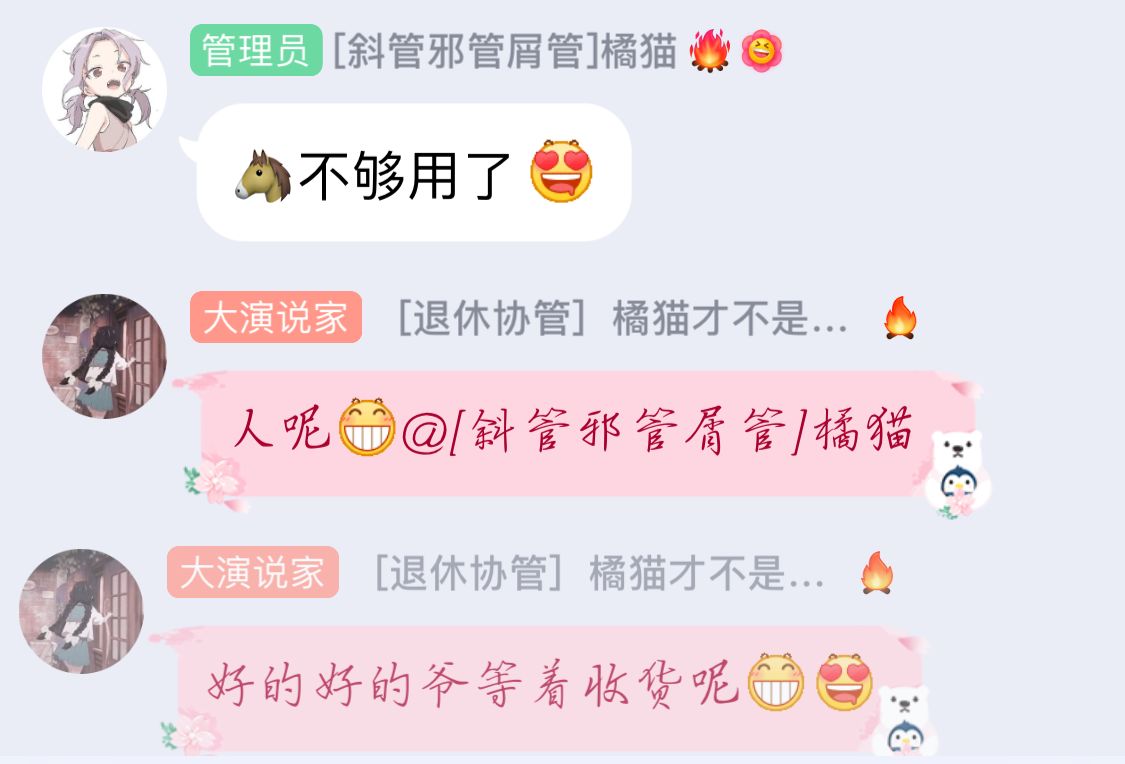 管理员 [斜管邪管屑管]橘猫🔥
🐴不够用了😍
大演说家 [退休协管] 橘猫才不是... 🔥
人呢😁@[斜管邪管屑管]橘猫
大演说家 [退休协管] 橘猫才不是... 🔥
好的好的爷等着收货呢😁😍